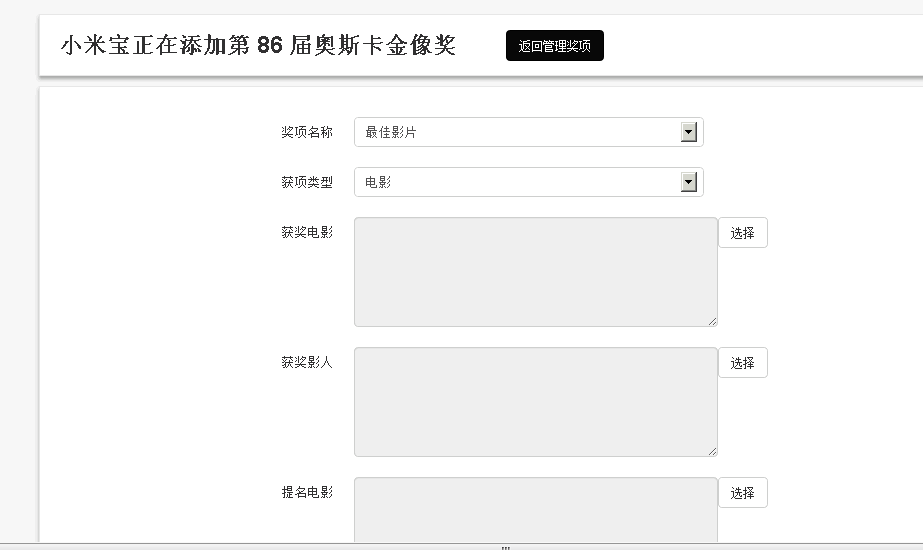 小米宝正在添加第 86 届奥斯卡金像奖
返回管理奖项
奖项名称
最佳影片
获项类型
电影
获奖电影
选择
获奖影人
选择
提名电影
选择